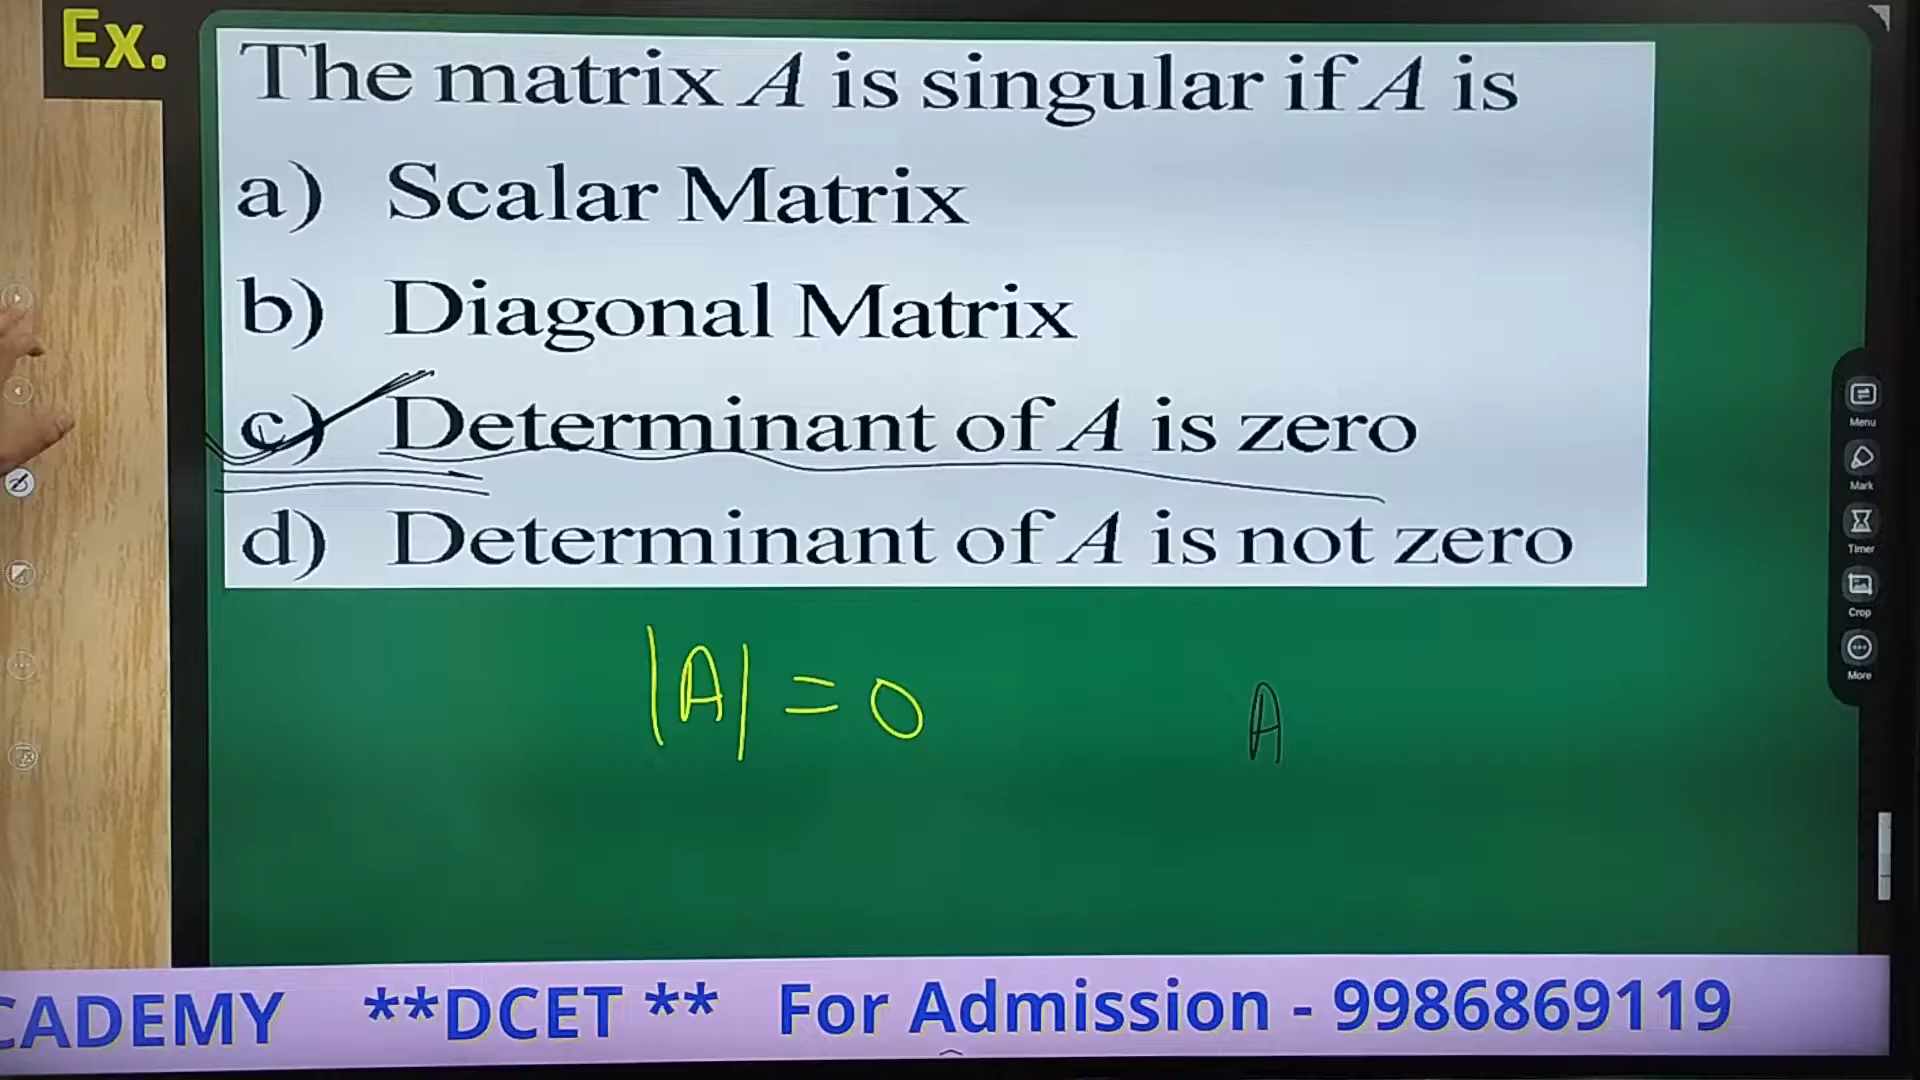 Ex.
The matrix A is singular if A is
a) Scalar Matrix
b) Diagonal Matrix
c) Determinant of A is zero
d) Determinant of A is not zero
|A| = 0
A
Menu
Mark
Timer
Crop
More
CADEMY **DCET ** For Admission - 9986869119